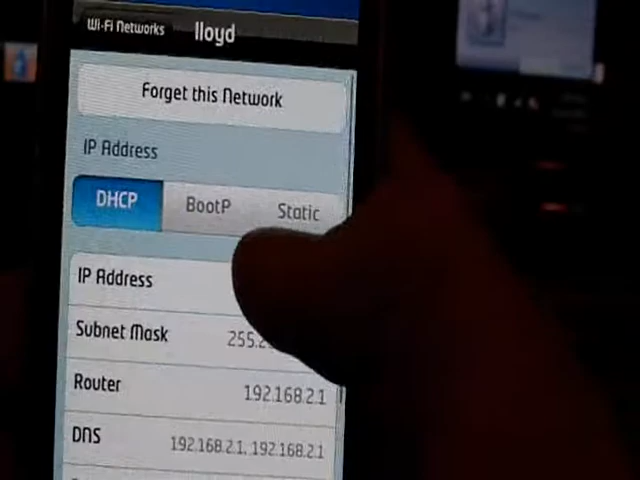 Wi-Fi Networks lloyd
Forget this Network
IP Address
DHCP BootP Static
IP Address
Subnet Mask 255.2
Router 192.168.2.1
DNS 192.168.2.1, 192.168.2.1